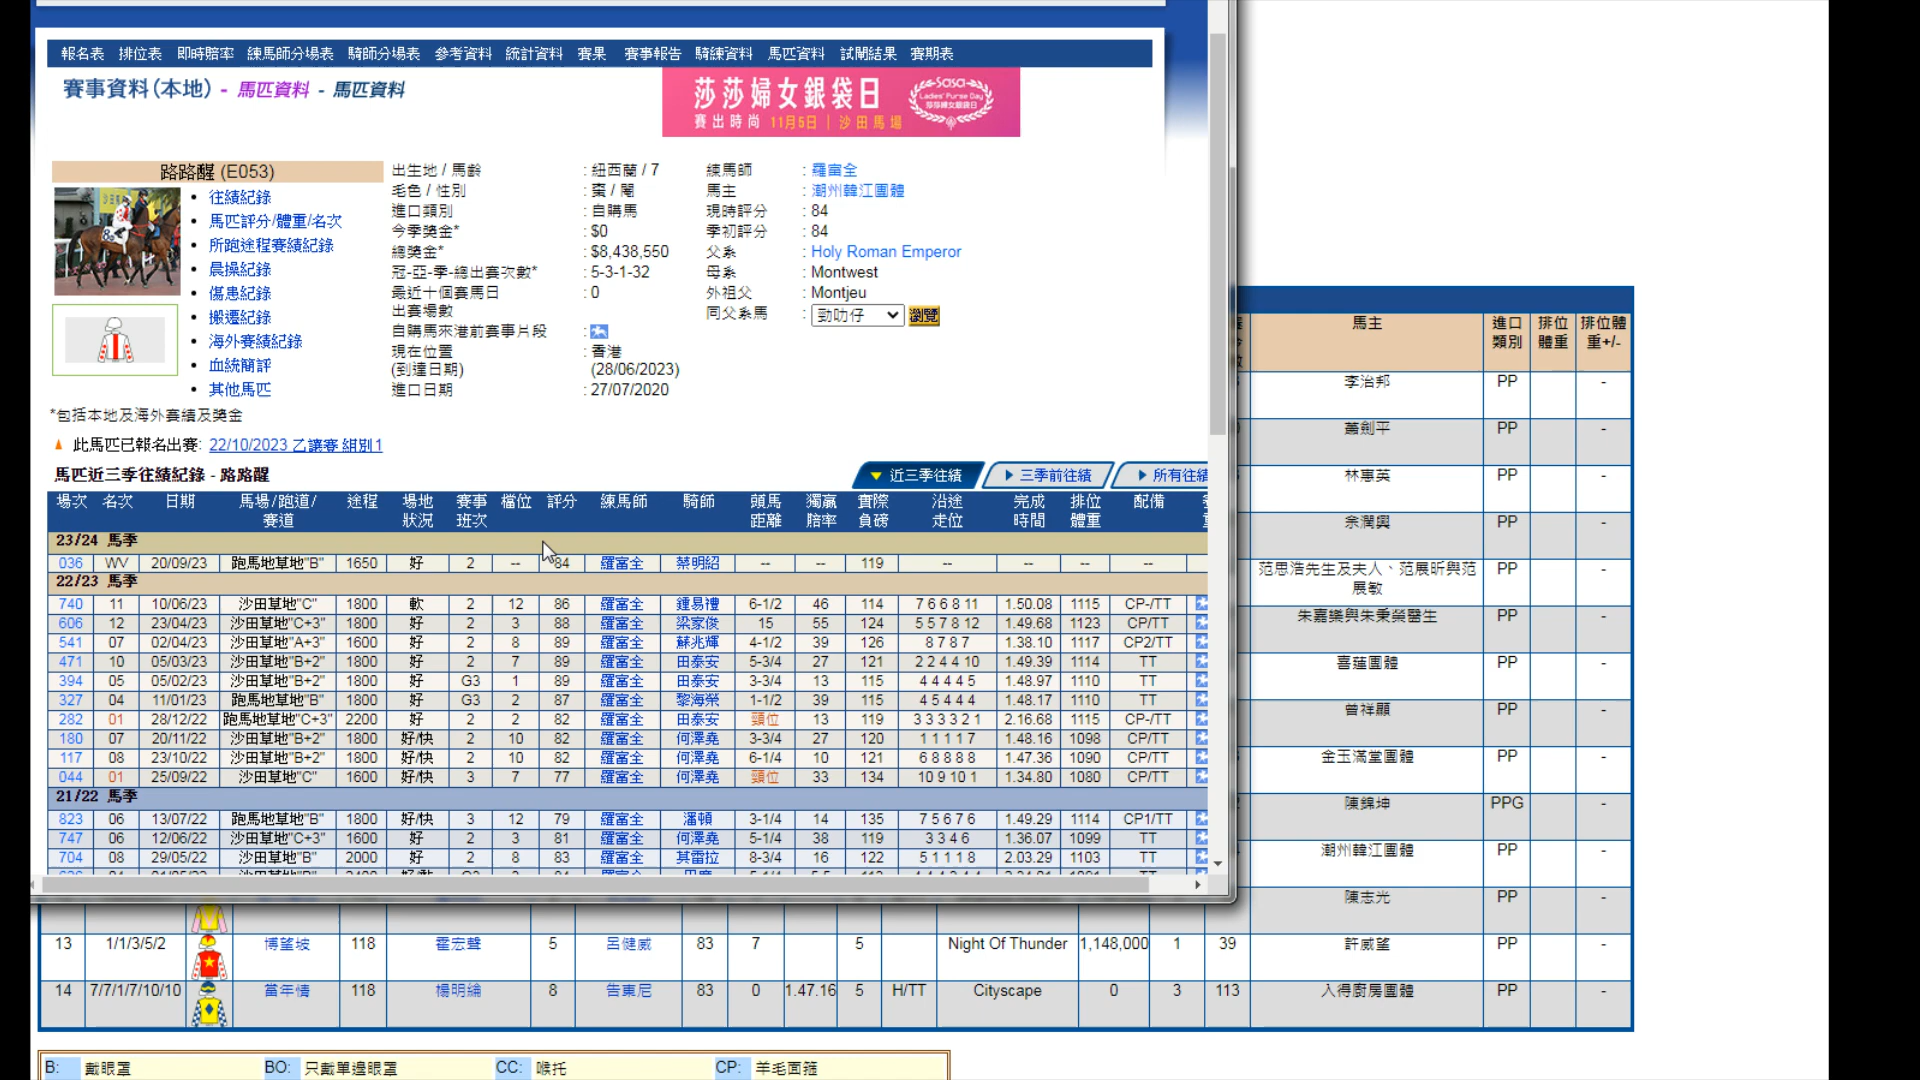 報名表 排位表 即時賠率 練馬師分場表 騎師分場表 參考資料 統計資料 賽果 賽事報告 騎練資料 馬匹資料 試閘結果 賽期表
賽事資料(本地) - 馬匹資料 - 馬匹資料
莎莎婦女銀袋日
賽出時尚 11月5日 | 沙田馬場
SaSa
Ladies' Purse Day
莎莎婦女銀袋日
路路醒 (E053)
往績紀錄
馬匹評分/體重/名次
所跑途程賽績紀錄
晨操紀錄
傷患紀錄
搬遷紀錄
海外賽績紀錄
血統簡評
其他馬匹
出生地 / 馬齡 : 紐西蘭 / 7
毛色 / 性別 : 棗 / 閹
進口類別 : 自購馬
今季獎金* : $0
總獎金* : $8,438,550
冠-亞-季-總出賽次數* : 5-3-1-32
最近十個賽馬日 : 0
出賽場數
自購馬來港前賽事片段 :
現在位置 : 香港
(到達日期) (28/06/2023)
進口日期 : 27/07/2020
練馬師 : 羅富全
馬主 : 潮州韓江團體
現時評分 : 84
季初評分 : 84
父系 : Holy Roman Emperor
母系 : Montwest
外祖父 : Montjeu
同父系馬 : 勁叻仔 瀏覽
*包括本地及海外賽績及獎金
此馬匹已報名出賽: 22/10/2023 乙讓賽 組別1
馬匹近三季往績紀錄 - 路路醒
近三季往績 三季前往績 所有往績
場次 名次 日期 馬場/跑道/賽道 途程 場地狀況 賽事班次 檔位 評分 練馬師 騎師 頭馬距離 獨贏賠率 實際負磅 沿途走位 完成時間 排位體重 配備
23/24 馬季
036 WV 20/09/23 跑馬地草地"B" 1650 好 2 -- 84 羅富全 蔡明紹 -- -- 119 -- -- -- --
22/23 馬季
740 11 10/06/23 沙田草地"C" 1800 軟 2 12 86 羅富全 鍾易禮 6-1/2 46 114 7 6 6 8 11 1.50.08 1115 CP-/TT
606 12 23/04/23 沙田草地"C+3" 1800 好 2 3 88 羅富全 梁家俊 15 55 124 5 5 7 8 12 1.49.68 1123 CP/TT
541 07 02/04/23 沙田草地"A+3" 1600 好 2 8 89 羅富全 蘇兆輝 4-1/2 39 126 8 7 8 7 1.38.10 1117 CP2/TT
471 10 05/03/23 沙田草地"B+2" 1800 好 2 7 89 羅富全 田泰安 5-3/4 27 121 2 2 4 4 10 1.49.39 1114 TT
394 05 05/02/23 沙田草地"B+2" 1800 好 G3 1 89 羅富全 田泰安 3-3/4 13 115 4 4 4 4 5 1.48.97 1110 TT
327 04 11/01/23 跑馬地草地"B" 1800 好 G3 2 87 羅富全 黎海榮 1-1/2 39 115 4 5 4 4 4 1.48.17 1110 TT
282 01 28/12/22 跑馬地草地"C+3" 2200 好 2 2 82 羅富全 田泰安 頸位 13 119 3 3 3 3 2 1 2.16.68 1115 CP-/TT
180 07 20/11/22 沙田草地"B+2" 1800 好/快 2 10 82 羅富全 何澤堯 3-3/4 27 120 1 1 1 1 7 1.48.16 1098 CP/TT
117 08 23/10/22 沙田草地"B+2" 1800 好/快 2 10 82 羅富全 何澤堯 6-1/4 10 121 6 8 8 8 8 1.47.36 1090 CP/TT
044 01 25/09/22 沙田草地"C" 1600 好/快 3 7 77 羅富全 何澤堯 頸位 33 134 10 9 10 1 1.34.80 1080 CP/TT
21/22 馬季
823 06 13/07/22 跑馬地草地"B" 1800 好/快 3 12 79 羅富全 潘頓 3-1/4 14 135 7 5 6 7 6 1.49.29 1114 CP1/TT
747 06 12/06/22 沙田草地"C+3" 1600 好 2 3 81 羅富全 何澤堯 5-1/4 38 119 3 3 4 6 1.36.07 1099 TT
704 08 29/05/22 沙田草地"B" 2000 好 2 8 83 羅富全 莫雷拉 8-3/4 16 122 5 1 1 1 8 2.03.29 1103 TT
馬主 進口類別 排位體重 排位體重+/-
李治邦 PP -
蕭劍平 PP -
林惠英 PP -
余潤興 PP -
范思浩先生及夫人、范展昕與范展敏 PP -
朱嘉樂與朱秉榮醫生 PP -
喜蓮團體 PP -
曾祥顯 PP -
金玉滿堂團體 PP -
陳錦坤 PPG -
潮州韓江團體 PP -
陳志光 PP -
13 1/1/3/5/2 博望坡 118 霍宏聲 5 呂健威 83 7 5 Night Of Thunder 1,148,000 1 39 許威望 PP -
14 7/7/1/7/10/10 當年情 118 楊明綸 8 告東尼 83 0 1.47.16 5 H/TT Cityscape 0 3 113 入得廚房團體 PP -
B: 戴眼罩 BO: 只戴單邊眼罩 CC: 喉托 CP: 羊毛面箍